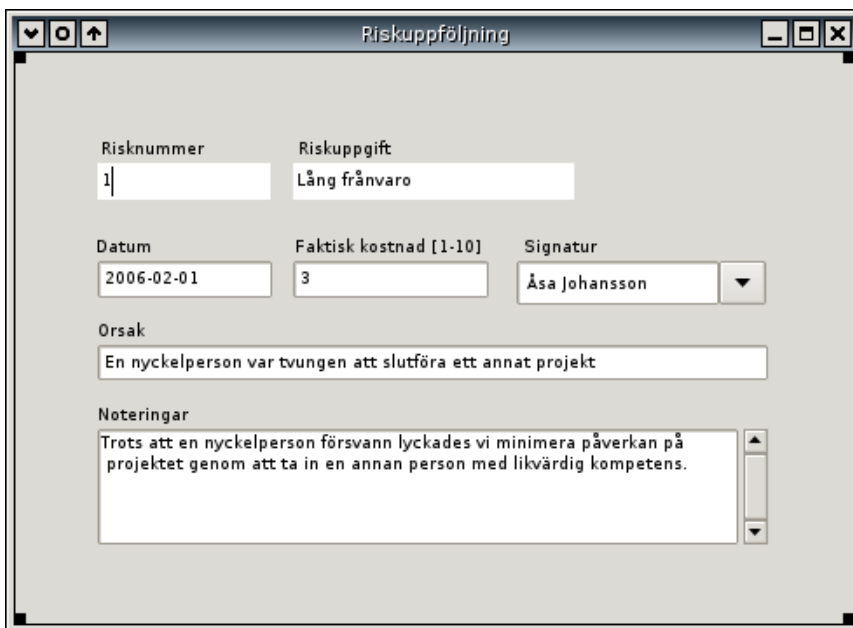 Riskuppföljning
Risknummer Riskuppgift
1 Lång frånvaro
Datum Faktisk kostnad [1-10] Signatur
2006-02-01 3 Åsa Johansson
Orsak
En nyckelperson var tvungen att slutföra ett annat projekt
Noteringar
Trots att en nyckelperson försvann lyckades vi minimera påverkan på
projektet genom att ta in en annan person med likvärdig kompetens.